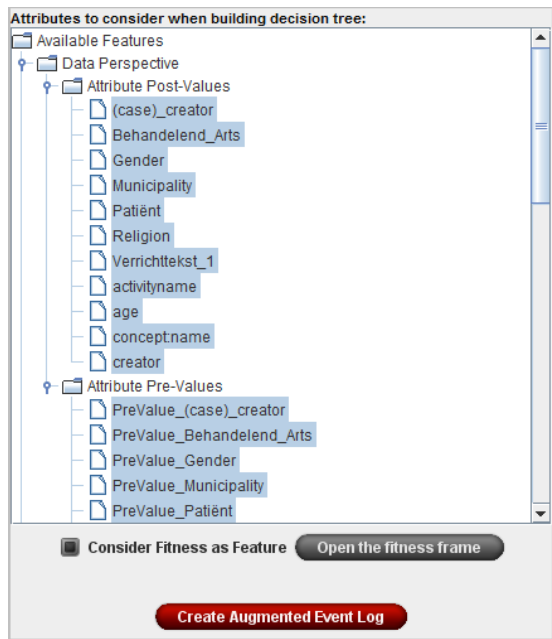 Attributes to consider when building decision tree:
Available Features
Data Perspective
Attribute Post-Values
(case)_creator
Behandelend_Arts
Gender
Municipality
Patiënt
Religion
Verrichttekst_1
activityname
age
concept:name
creator
Attribute Pre-Values
PreValue_(case)_creator
PreValue_Behandelend_Arts
PreValue_Gender
PreValue_Municipality
PreValue_Patiënt
Consider Fitness as Feature Open the fitness frame
Create Augmented Event Log